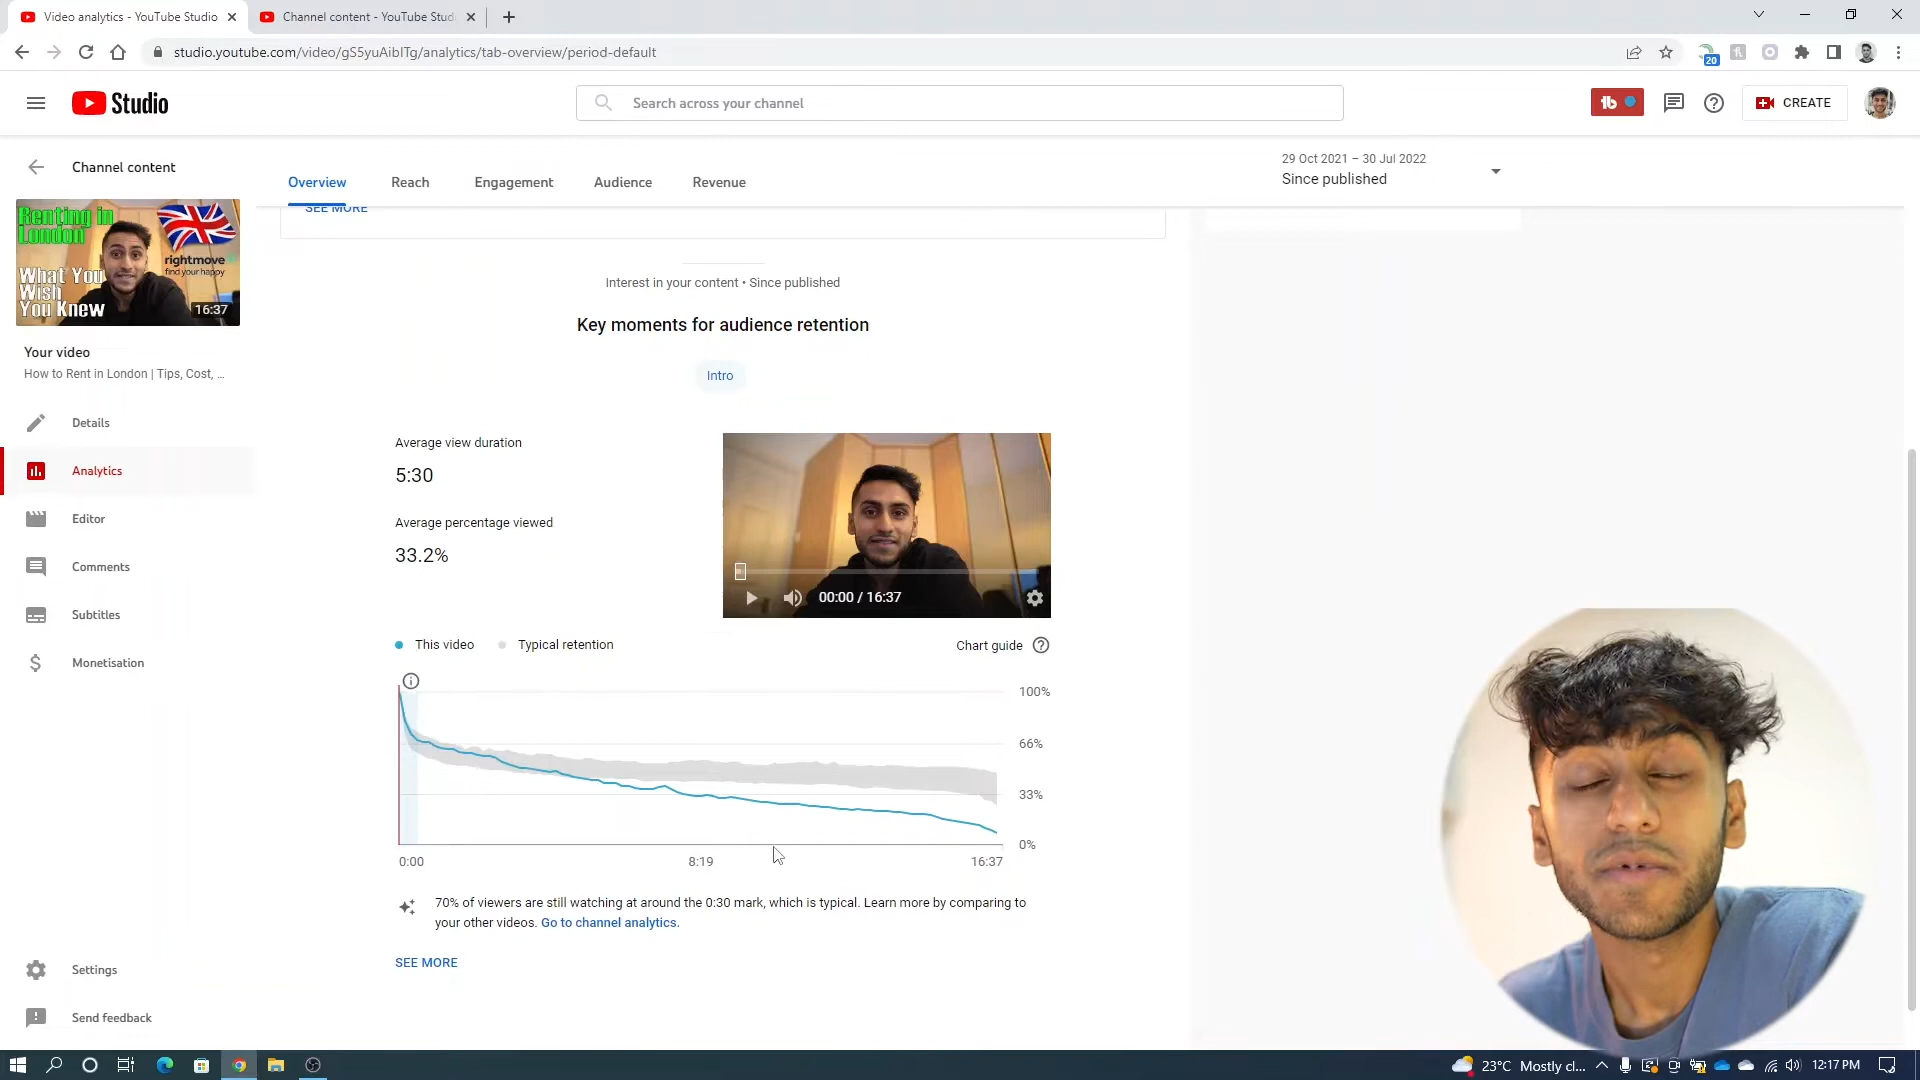 Video analytics - YouTube Studio
Channel content - YouTube Stud
studio.youtube.com/video/gS5yuAibITg/analytics/tab-overview/period-default
20
Studio
Search across your channel
CREATE
Channel content
Overview
Reach
Engagement
Audience
Revenue
29 Oct 2021 – 30 Jul 2022
Since published
SEE MORE
Renting in
London
rightmove
find your happy
What You
Wish
You Knew
16:37
Your video
How to Rent in London | Tips, Cost, ...
Details
Analytics
Editor
Comments
Subtitles
Monetisation
Settings
Send feedback
Interest in your content • Since published
Key moments for audience retention
Intro
Average view duration
5:30
Average percentage viewed
33.2%
00:00 / 16:37
This video
Typical retention
Chart guide
100%
66%
33%
0%
0:00
8:19
16:37
70% of viewers are still watching at around the 0:30 mark, which is typical. Learn more by comparing to
your other videos. Go to channel analytics.
SEE MORE
23°C Mostly cl...
12:17 PM